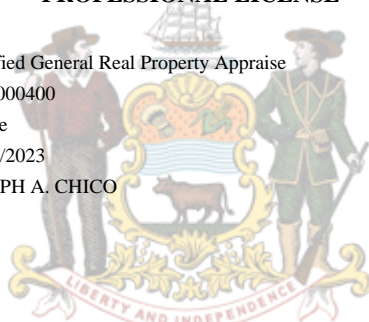 PROFESSIONAL LICENSE
fied General Real Property Appraise
000400
e
/2023
PH A. CHICO
LIBERTY AND INDEPENDENCE